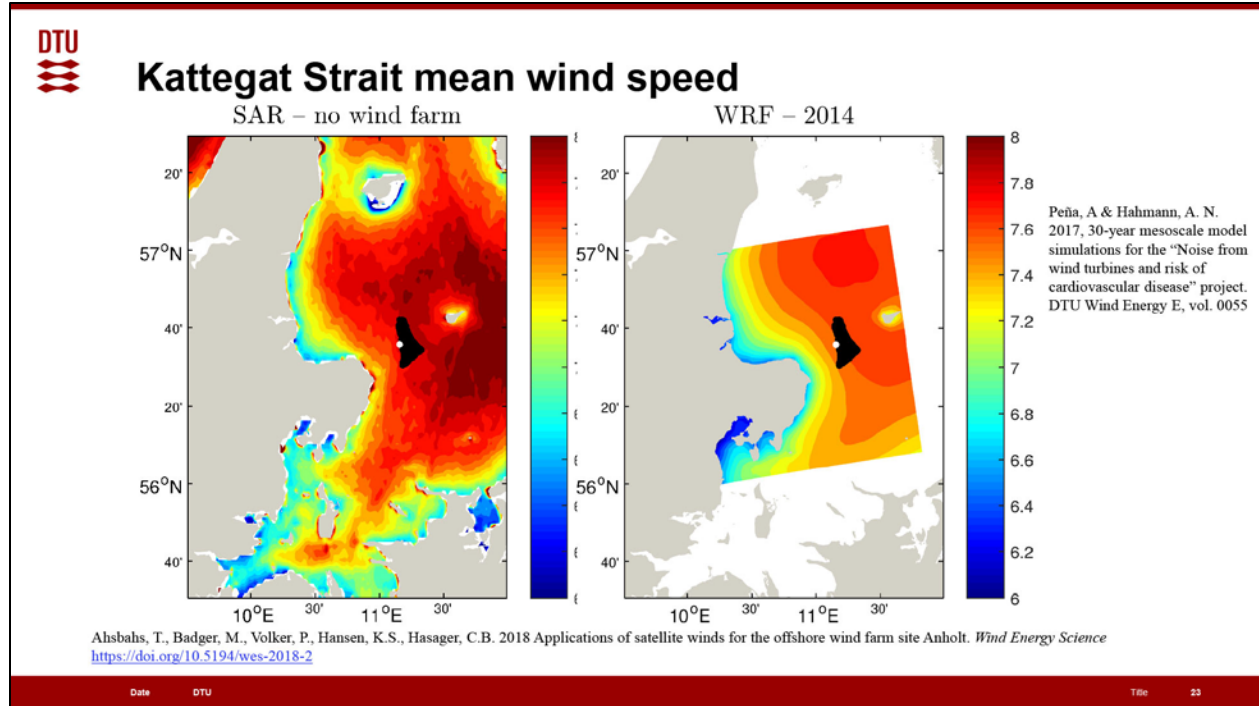 DTU
Kattegat Strait mean wind speed
SAR – no wind farm
WRF – 2014
20'
57°N
40'
20'
56°N
40'
10°E
30'
11°E
30'
20'
57°N
40'
20'
56°N
40'
10°E
30'
11°E
30'
8
7.8
7.6
7.4
7.2
7
6.8
6.6
6.4
6.2
6
Peña, A & Hahmann, A. N.
2017, 30-year mesoscale model
simulations for the “Noise from
wind turbines and risk of
cardiovascular disease” project.
DTU Wind Energy E, vol. 0055
Ahsbahs, T., Badger, M., Volker, P., Hansen, K.S., Hasager, C.B. 2018 Applications of satellite winds for the offshore wind farm site Anholt. Wind Energy Science
https://doi.org/10.5194/wes-2018-2
Date DTU Title 23